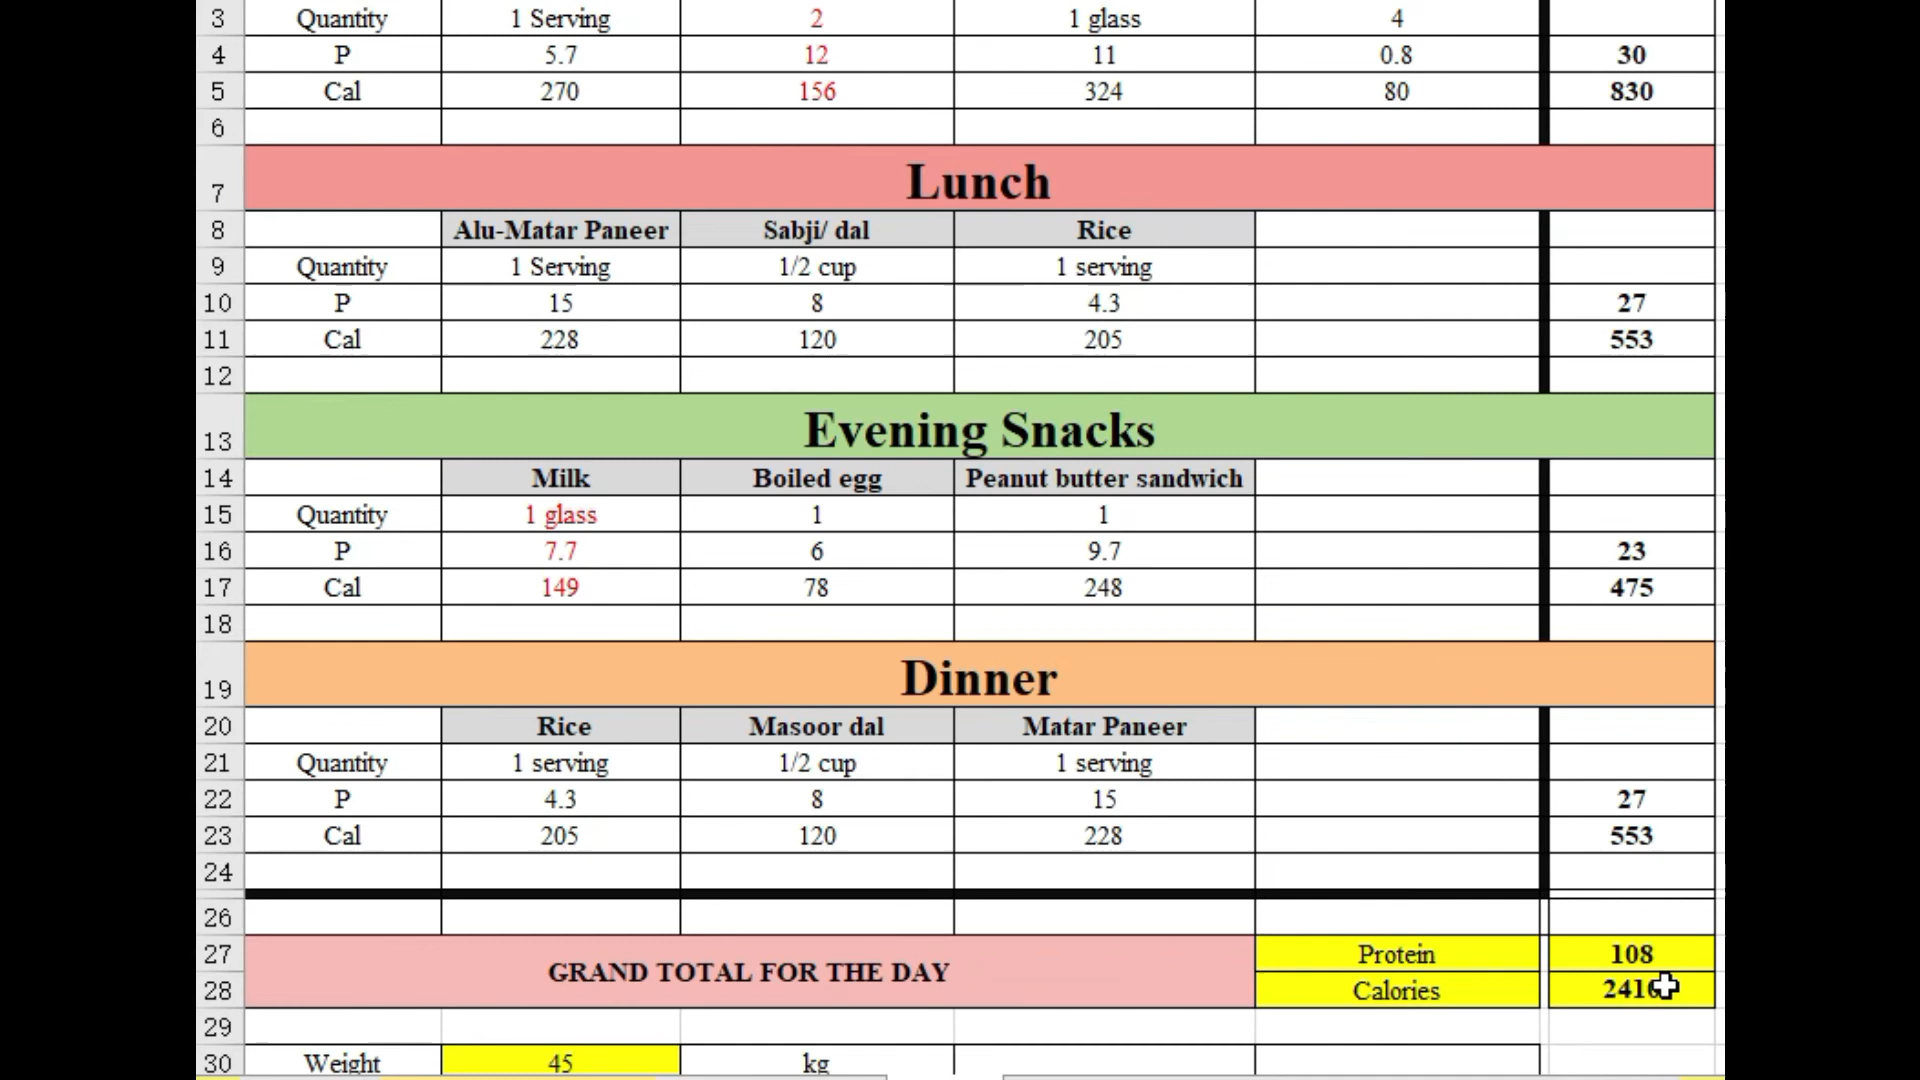 3 Quantity 1 Serving 2 1 glass 4
4 P 5.7 12 11 0.8 30
5 Cal 270 156 324 80 830
6
7 Lunch
8 Alu-Matar Paneer Sabji/ dal Rice
9 Quantity 1 Serving 1/2 cup 1 serving
10 P 15 8 4.3 27
11 Cal 228 120 205 553
12
13 Evening Snacks
14 Milk Boiled egg Peanut butter sandwich
15 Quantity 1 glass 1 1
16 P 7.7 6 9.7 23
17 Cal 149 78 248 475
18
19 Dinner
20 Rice Masoor dal Matar Paneer
21 Quantity 1 serving 1/2 cup 1 serving
22 P 4.3 8 15 27
23 Cal 205 120 228 553
24
26
27 GRAND TOTAL FOR THE DAY Protein 108
28 Calories
29
30 Weight 45 kg